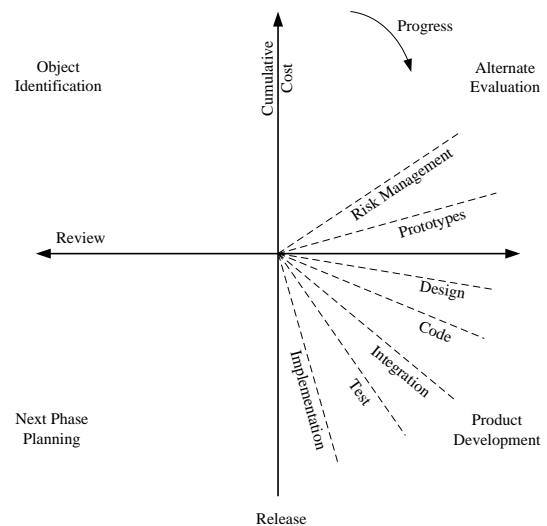 Progress
Object
Identification
Cumulative
Cost
Alternate
Evaluation
Risk Management
Prototypes
Review
Design
Code
Integration
Test
Implementation
Next Phase
Planning
Product
Development
Release